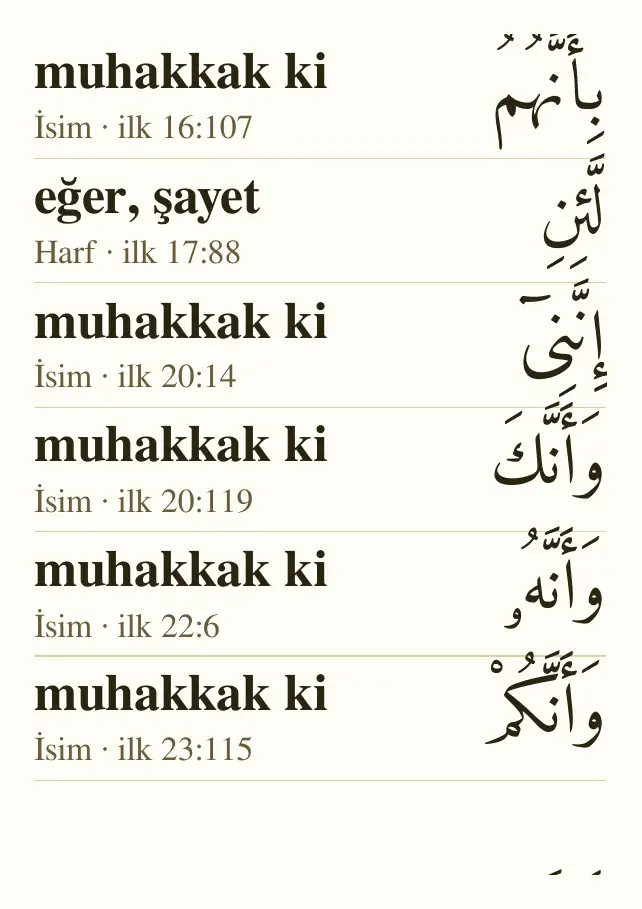 muhakkak ki بِأَنَّهُمُ
İsim · ilk 16:107
eğer, şayet لَّئِنِ
Harf · ilk 17:88
muhakkak ki إِنَّنِىٓ
İsim · ilk 20:14
muhakkak ki وَأَنَّكَ
İsim · ilk 20:119
muhakkak ki وَأَنَّهُۥ
İsim · ilk 22:6
muhakkak ki وَأَنَّكُمْ
İsim · ilk 23:115